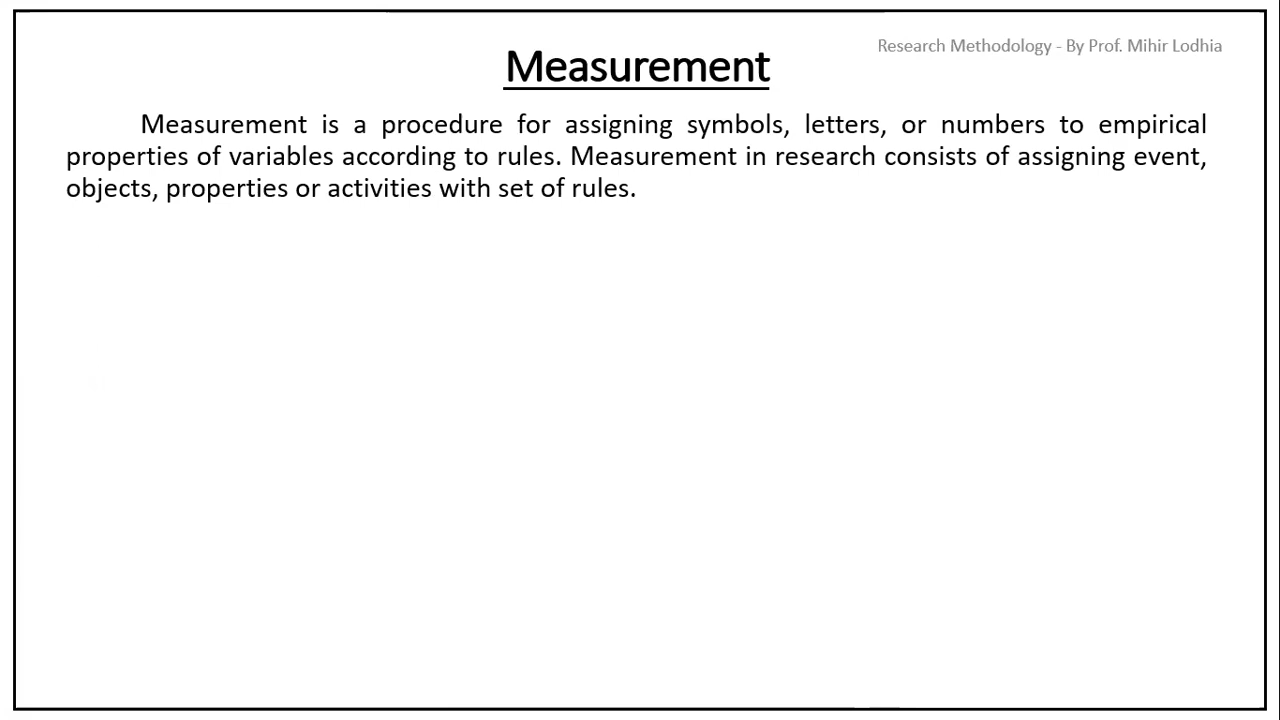 Research Methodology - By Prof. Mihir Lodhia
Measurement
Measurement is a procedure for assigning symbols, letters, or numbers to empirical
properties of variables according to rules. Measurement in research consists of assigning event,
objects, properties or activities with set of rules.